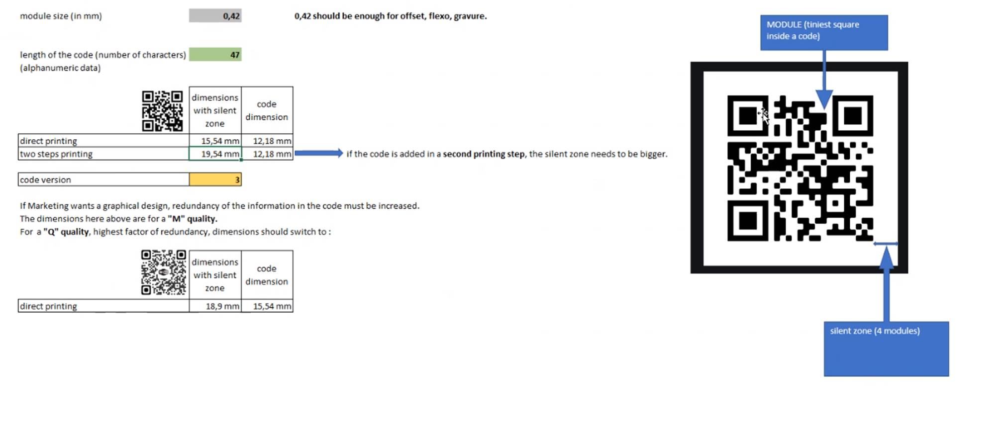 module size (in mm) 0,42 0,42 should be enough for offset, flexo, gravure.
MODULE (tiniest square
inside a code)
length of the code (number of characters) 47
(alphanumeric data)
dimensions
with silent
zone
code
dimension
direct printing 15,54 mm 12,18 mm
two steps printing 19,54 mm 12,18 mm if the code is added in a second printing step, the silent zone needs to be bigger.
code version 3
If Marketing wants a graphical design, redundancy of the information in the code must be increased.
The dimensions here above are for a "M" quality.
For a "Q" quality, highest factor of redundancy, dimensions should switch to :
dimensions
with silent
zone
code
dimension
direct printing 18,9 mm 15,54 mm
silent zone (4 modules)